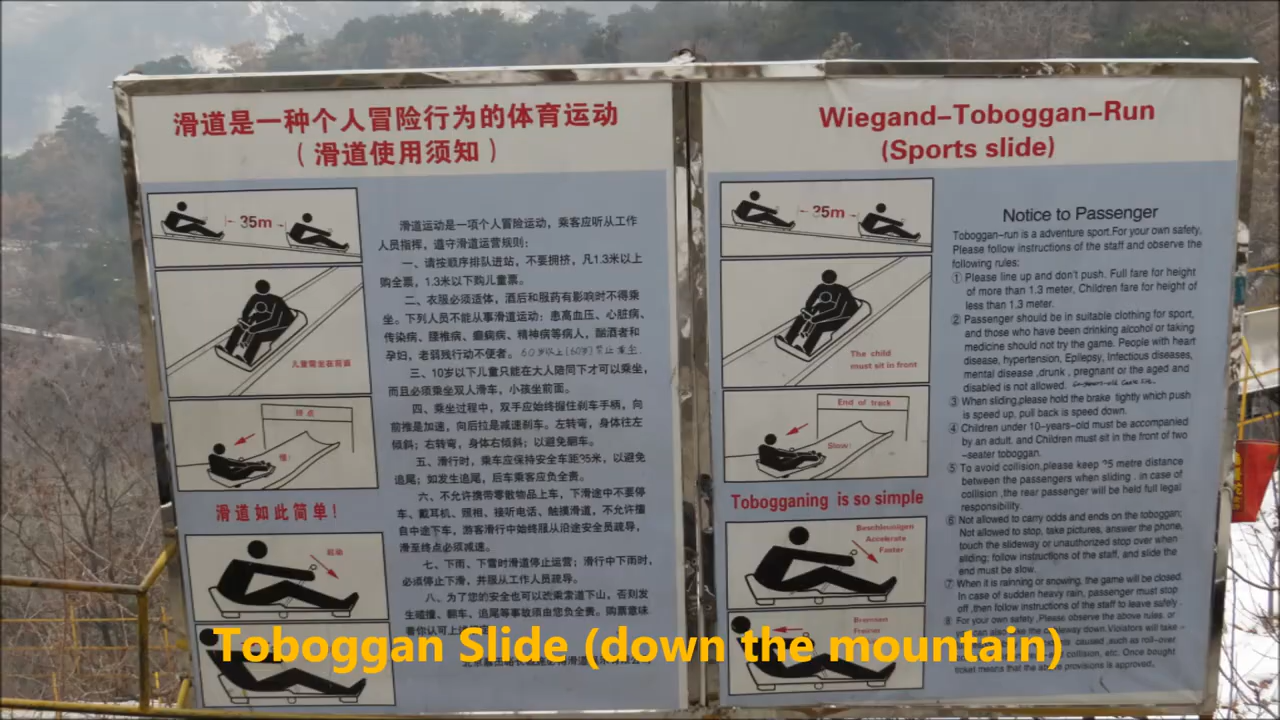 滑道是一种个人冒险行为的体育运动
(滑道使用须知)
35m
儿童需坐在前面
终点
慢!
滑道如此简单!
前输
滑道运动是一项个人冒险运动,乘客应听从工作
人员指挥,遵守滑道运营规则:
一、请按顺序排队进站,不要拥挤,凡1.3米以上
购全票,1.3米以下购儿童票。
二、衣服必须适体,酒后和服药有影响时不得乘
坐。下列人员不能从事滑道运动:患高血压、心脏病、
传染病、腰椎病、癫痫病、精神病等病人,酗酒者和
孕妇,老弱残行动不便者。
三、10岁以下儿童只能在大人陪同下才可以乘坐,
而且必须乘坐双人滑车,小孩坐前面。
四、乘坐过程中,双手应始终握住刹车手柄,向
前推是加速,向后拉是减速刹车。左转弯,身体往左
倾斜;右转弯,身体右倾斜;以避免翻车。
五、滑行时,乘车应保持安全车距35米,以避免
追尾;如发生追尾,后车乘客应负全责。
六、不允许携带零散物品上车,下滑途中不要停
车、戴耳机、照相、接听电话、触摸滑道,不允许擅
自中途下车,游客滑行中始终服从沿途安全员疏导,
滑至终点必须减速。
七、下雨、下雪时滑道停止运营;滑行中下雨时,
必须停止下滑,并服从工作人员疏导。
八、为了您的安全也可以改乘索道下山,否则发
生碰撞、翻车、追尾等事故须由您负全责。购票意味
着你认可上述
Wiegand-Toboggan-Run
(Sports slide)
35m
The child
must sit in front
End of track
Slow!
Tobogganing is so simple
Beschleunigen
Accelerate
Faster
Bremsen
Freiner
Notice to Passenger
Toboggan-run is a adventure sport.For your own safety,
Please follow instructions of the staff and observe the
following rules:
① Please line up and don't push. Full fare for height
of more than 1.3 meter, Children fare for height of
less than 1.3 meter.
② Passenger should be in suitable clothing for sport,
and those who have been drinking alcohol or taking
medicine should not try the game. People with heart
disease, hypertension, Epilepsy, Infectious diseases,
mental disease ,drunk , pregnant or the aged and
disabled is not allowed.
③ When sliding,please hold the brake tightly which push
is speed up, pull back is speed down.
④ Children under 10-years-old must be accompanied
by an adult, and Children must sit in the front of two
-seater toboggan.
⑤ To avoid collision,please keep 35 metre distance
between the passengers when sliding . in case of
collision ,the rear passenger will be held full legal
responsibility.
⑥ Not allowed to carry odds and ends on the toboggan;
Not allowed to stop, take pictures, answer the phone,
touch the slideway or unauthorized stop over when
sliding; follow instructions of the staff, and slide the
end must be slow.
⑦ When it is rainning or snowing, the game will be closed.
In case of sudden heavy rain, passenger must stop
off ,then follow instructions of the staff to leave safely .
⑧ For your own safety ,Please observe the above rules, or
can also way down.Violators will take
caused ,such as roll-over
collision, etc. Once bought
ticket means that the above provisions is approved.
Toboggan Slide (down the mountain)